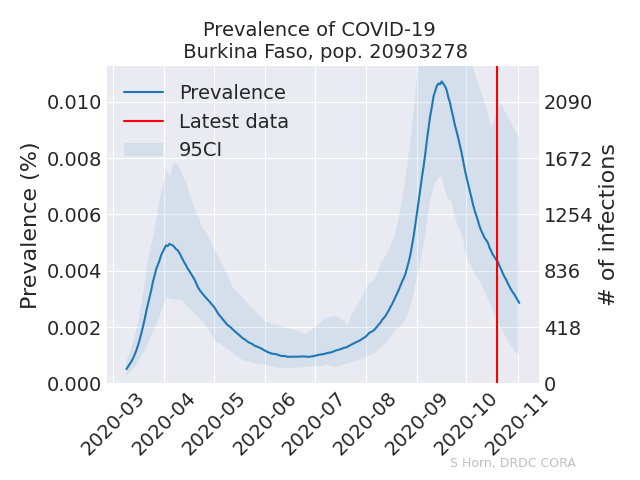 Prevalence of COVID-19
Burkina Faso, pop. 20903278
Prevalence (%)
0.010
0.008
0.006
0.004
0.002
0.000
Prevalence
Latest data
95CI
2090
1672
1254
836
418
0
# of infections
2020-03
2020-04
2020-05
2020-06
2020-07
2020-08
2020-09
2020-10
2020-11
S Horn, DRDC CORA